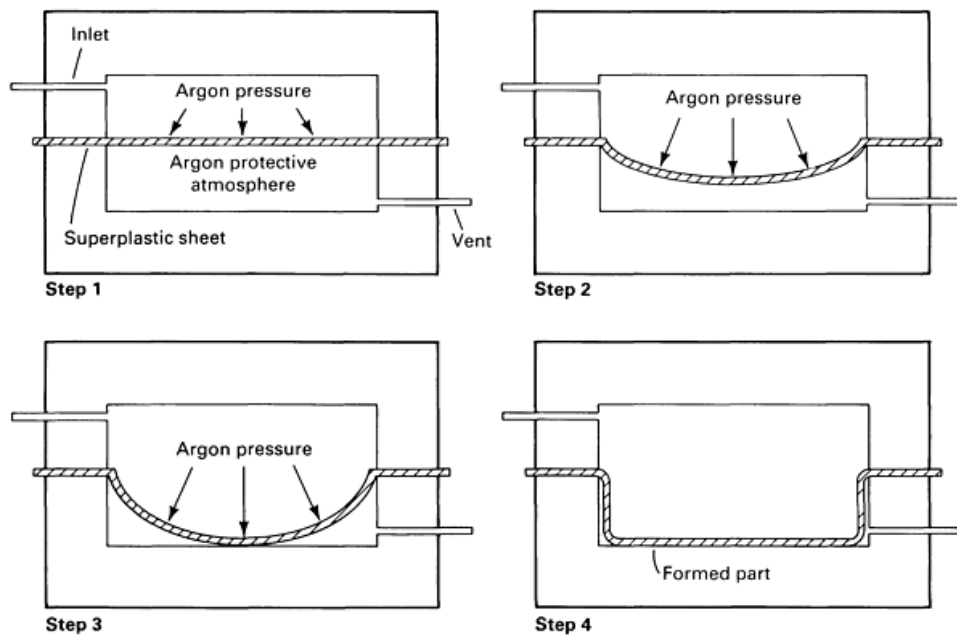 Inlet
Argon pressure
Argon protective
atmosphere
Superplastic sheet
Vent
Step 1
Argon pressure
Step 2
Argon pressure
Step 3
Formed part
Step 4